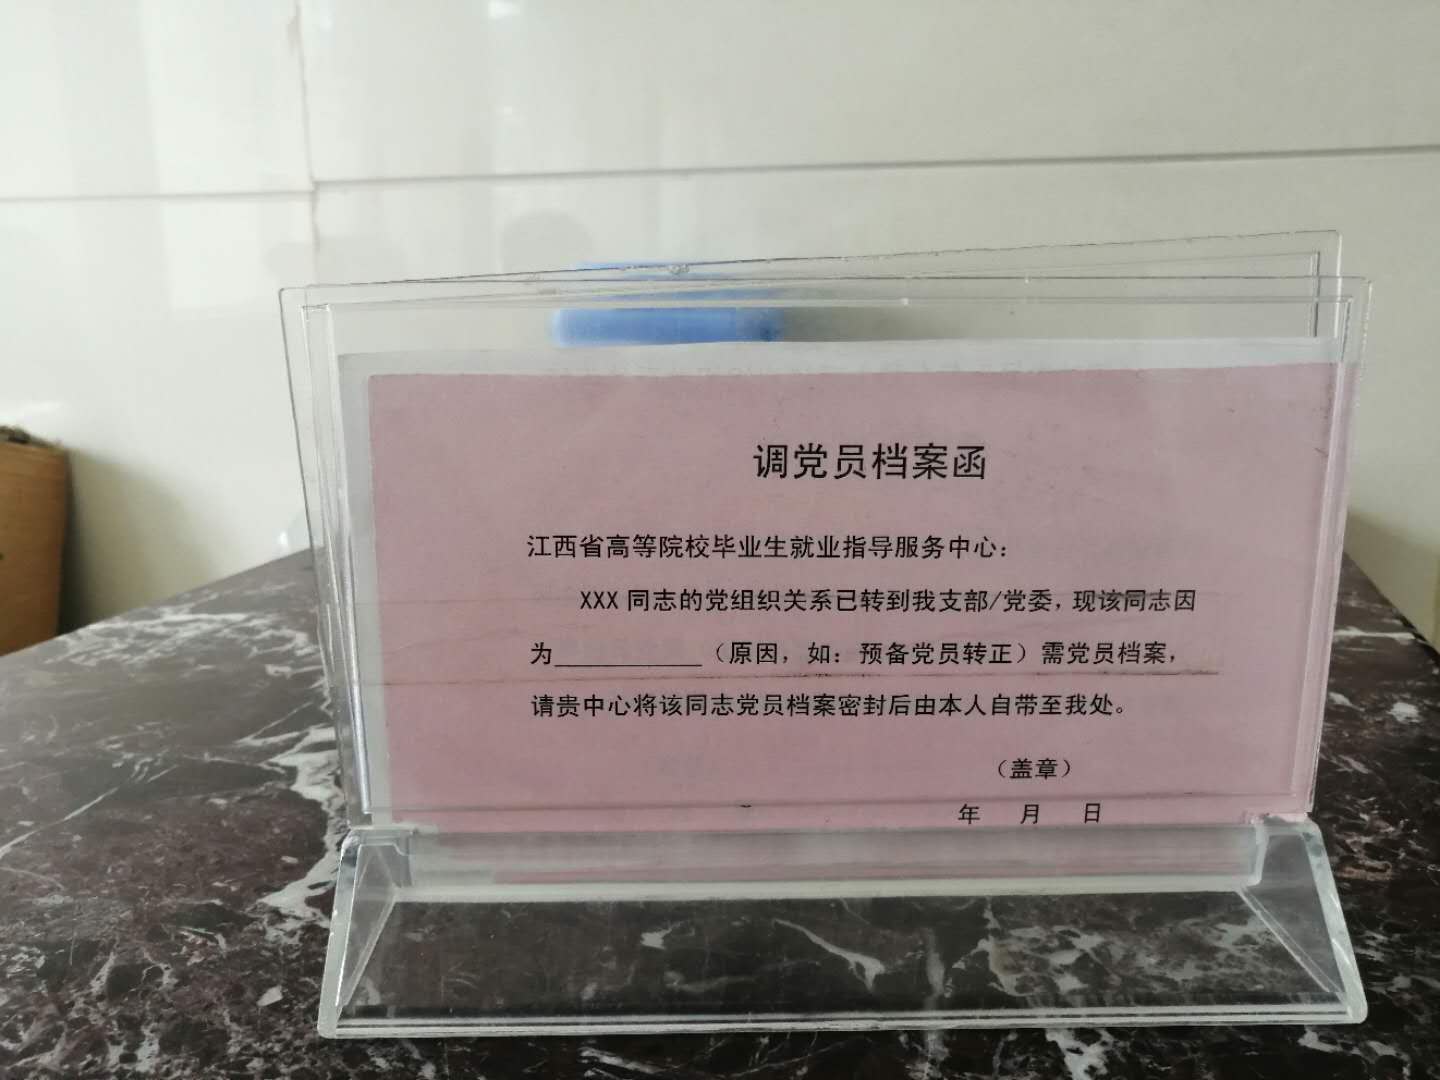 调党员档案函
江西省高等院校毕业生就业指导服务中心：
XXX 同志的党组织关系已转到我支部/党委，现该同志因
为___________（原因，如：预备党员转正）需党员档案，
请贵中心将该同志党员档案密封后由本人自带至我处。
（盖章）
年 月 日